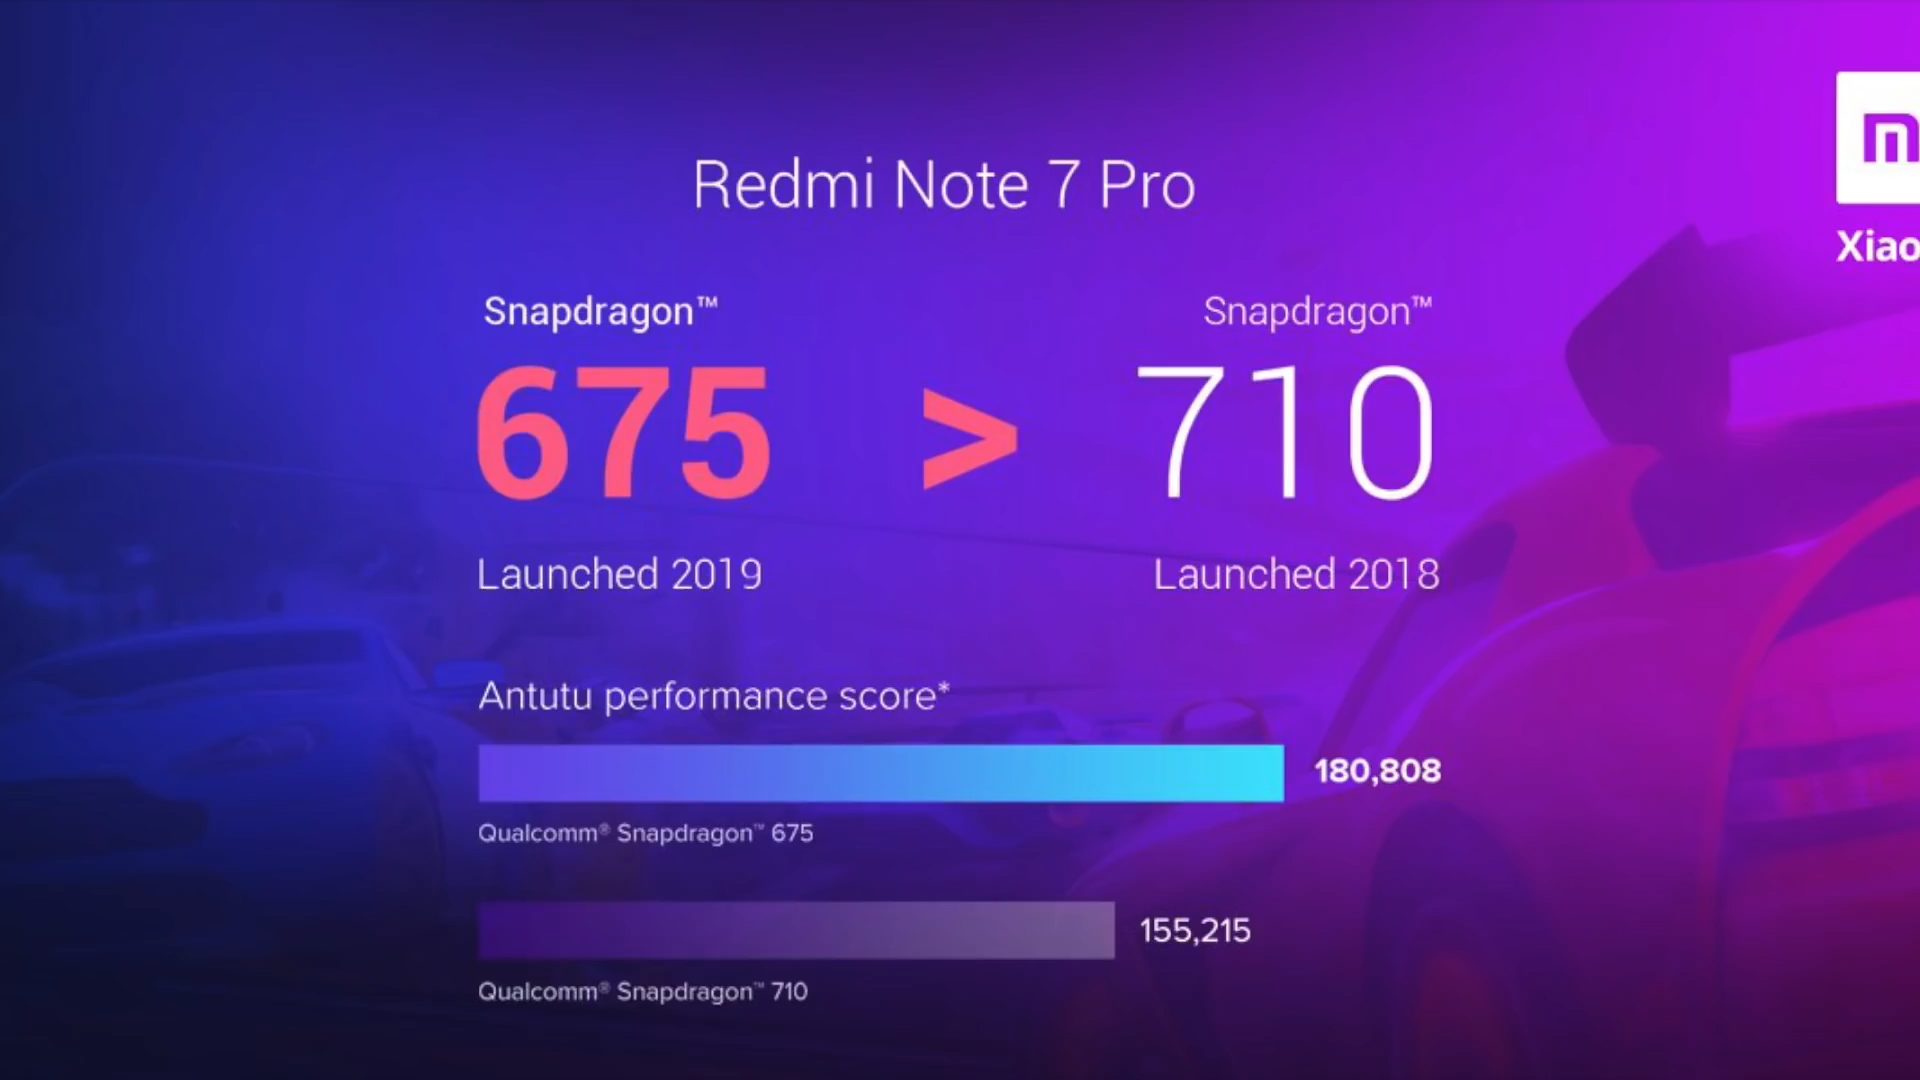 Redmi Note 7 Pro
Xiao
Snapdragon™ Snapdragon™
675 > 710
Launched 2019 Launched 2018
Antutu performance score*
180,808
Qualcomm® Snapdragon™ 675
155,215
Qualcomm® Snapdragon™ 710